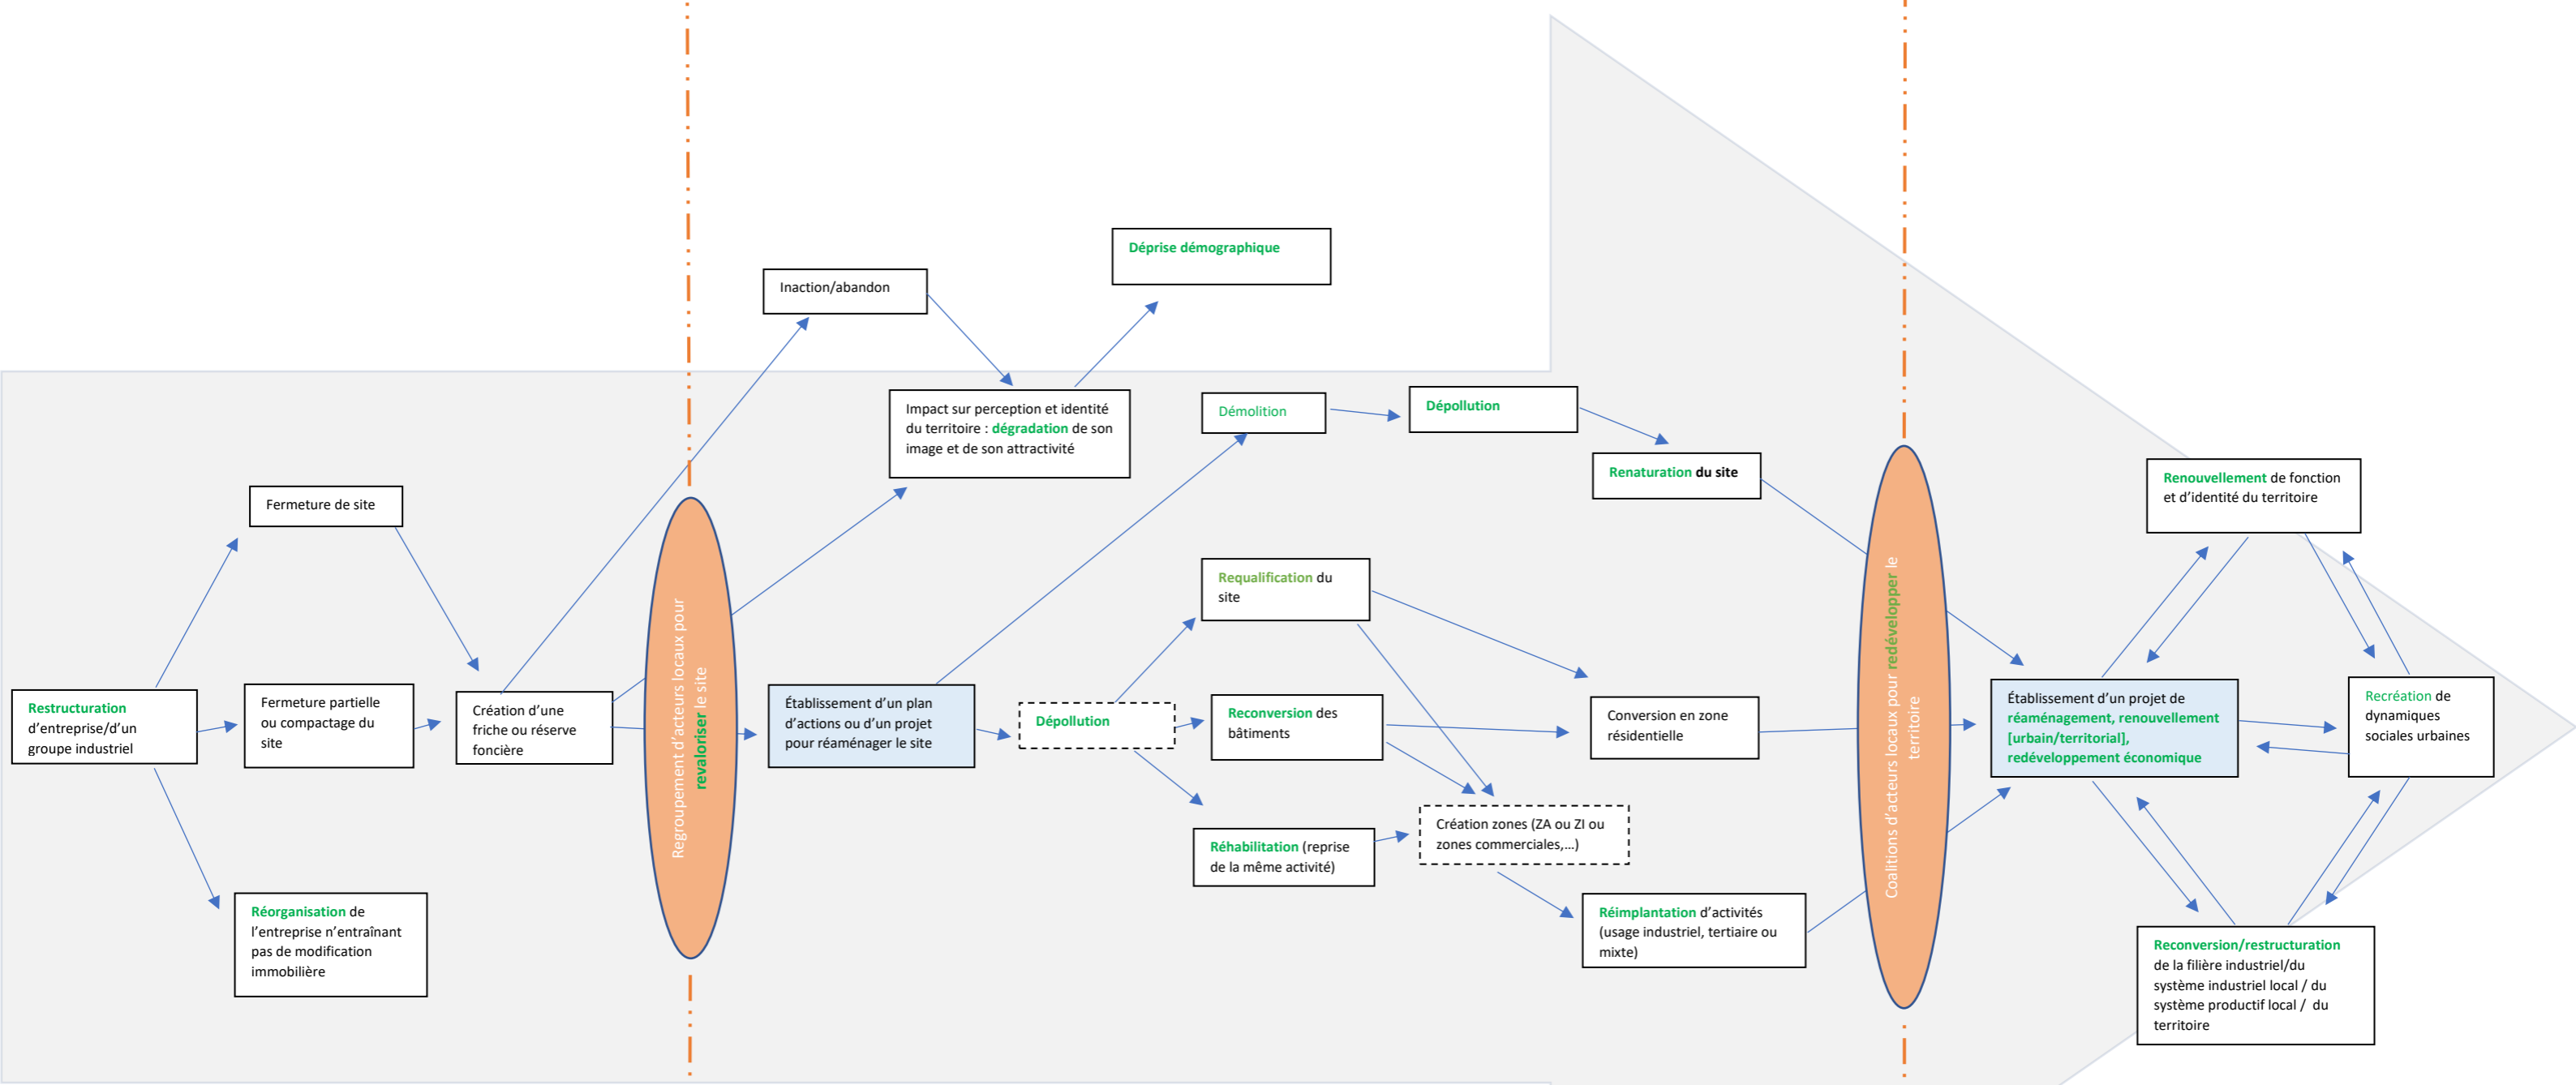 Déprise démographique
Inaction/abandon
Impact sur perception et identité
du territoire : dégradation de son
image et de son attractivité
Démolition
Dépollution
Renaturation du site
Renouvellement de fonction
et d’identité du territoire
Fermeture de site
Requalification du
site
Restructuration
d’entreprise/d’un
groupe industriel
Fermeture partielle
ou compactage du
site
Création d’une
friche ou réserve
foncière
Regroupement d’acteurs locaux pour
revaloriser le site
Établissement d’un plan
d’actions ou d’un projet
pour réaménager le site
Dépollution
Reconversion des
bâtiments
Conversion en zone
résidentielle
Coalitions d’acteurs locaux pour redévelopper le
territoire
Établissement d’un projet de
réaménagement, renouvellement
[urbain/territorial],
redéveloppement économique
Recréation de
dynamiques
sociales urbaines
Réhabilitation (reprise
de la même activité)
Création zones (ZA ou ZI ou
zones commerciales,…)
Réorganisation de
l’entreprise n’entraînant
pas de modification
immobilière
Réimplantation d’activités
(usage industriel, tertiaire ou
mixte)
Reconversion/restructuration
de la filière industriel/du
système industriel local / du
système productif local / du
territoire